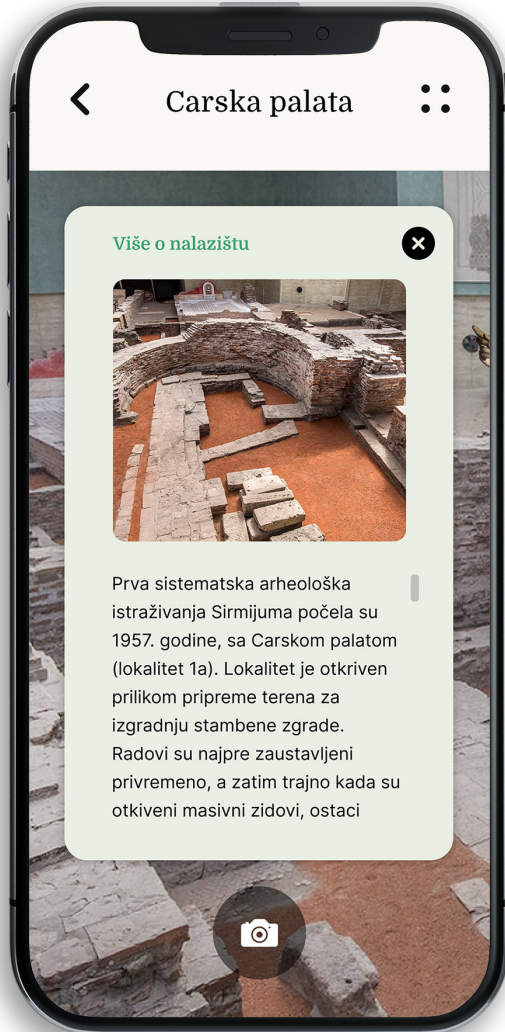 Carska palata
Više o nalazištu
Prva sistematska arheološka
istraživanja Sirmijuma počela su
1957. godine, sa Carskom palatom
(lokalitet 1a). Lokalitet je otkriven
prilikom pripreme terena za
izgradnju stambene zgrade.
Radovi su najpre zaustavljeni
privremeno, a zatim trajno kada su
otkiveni masivni zidovi, ostaci